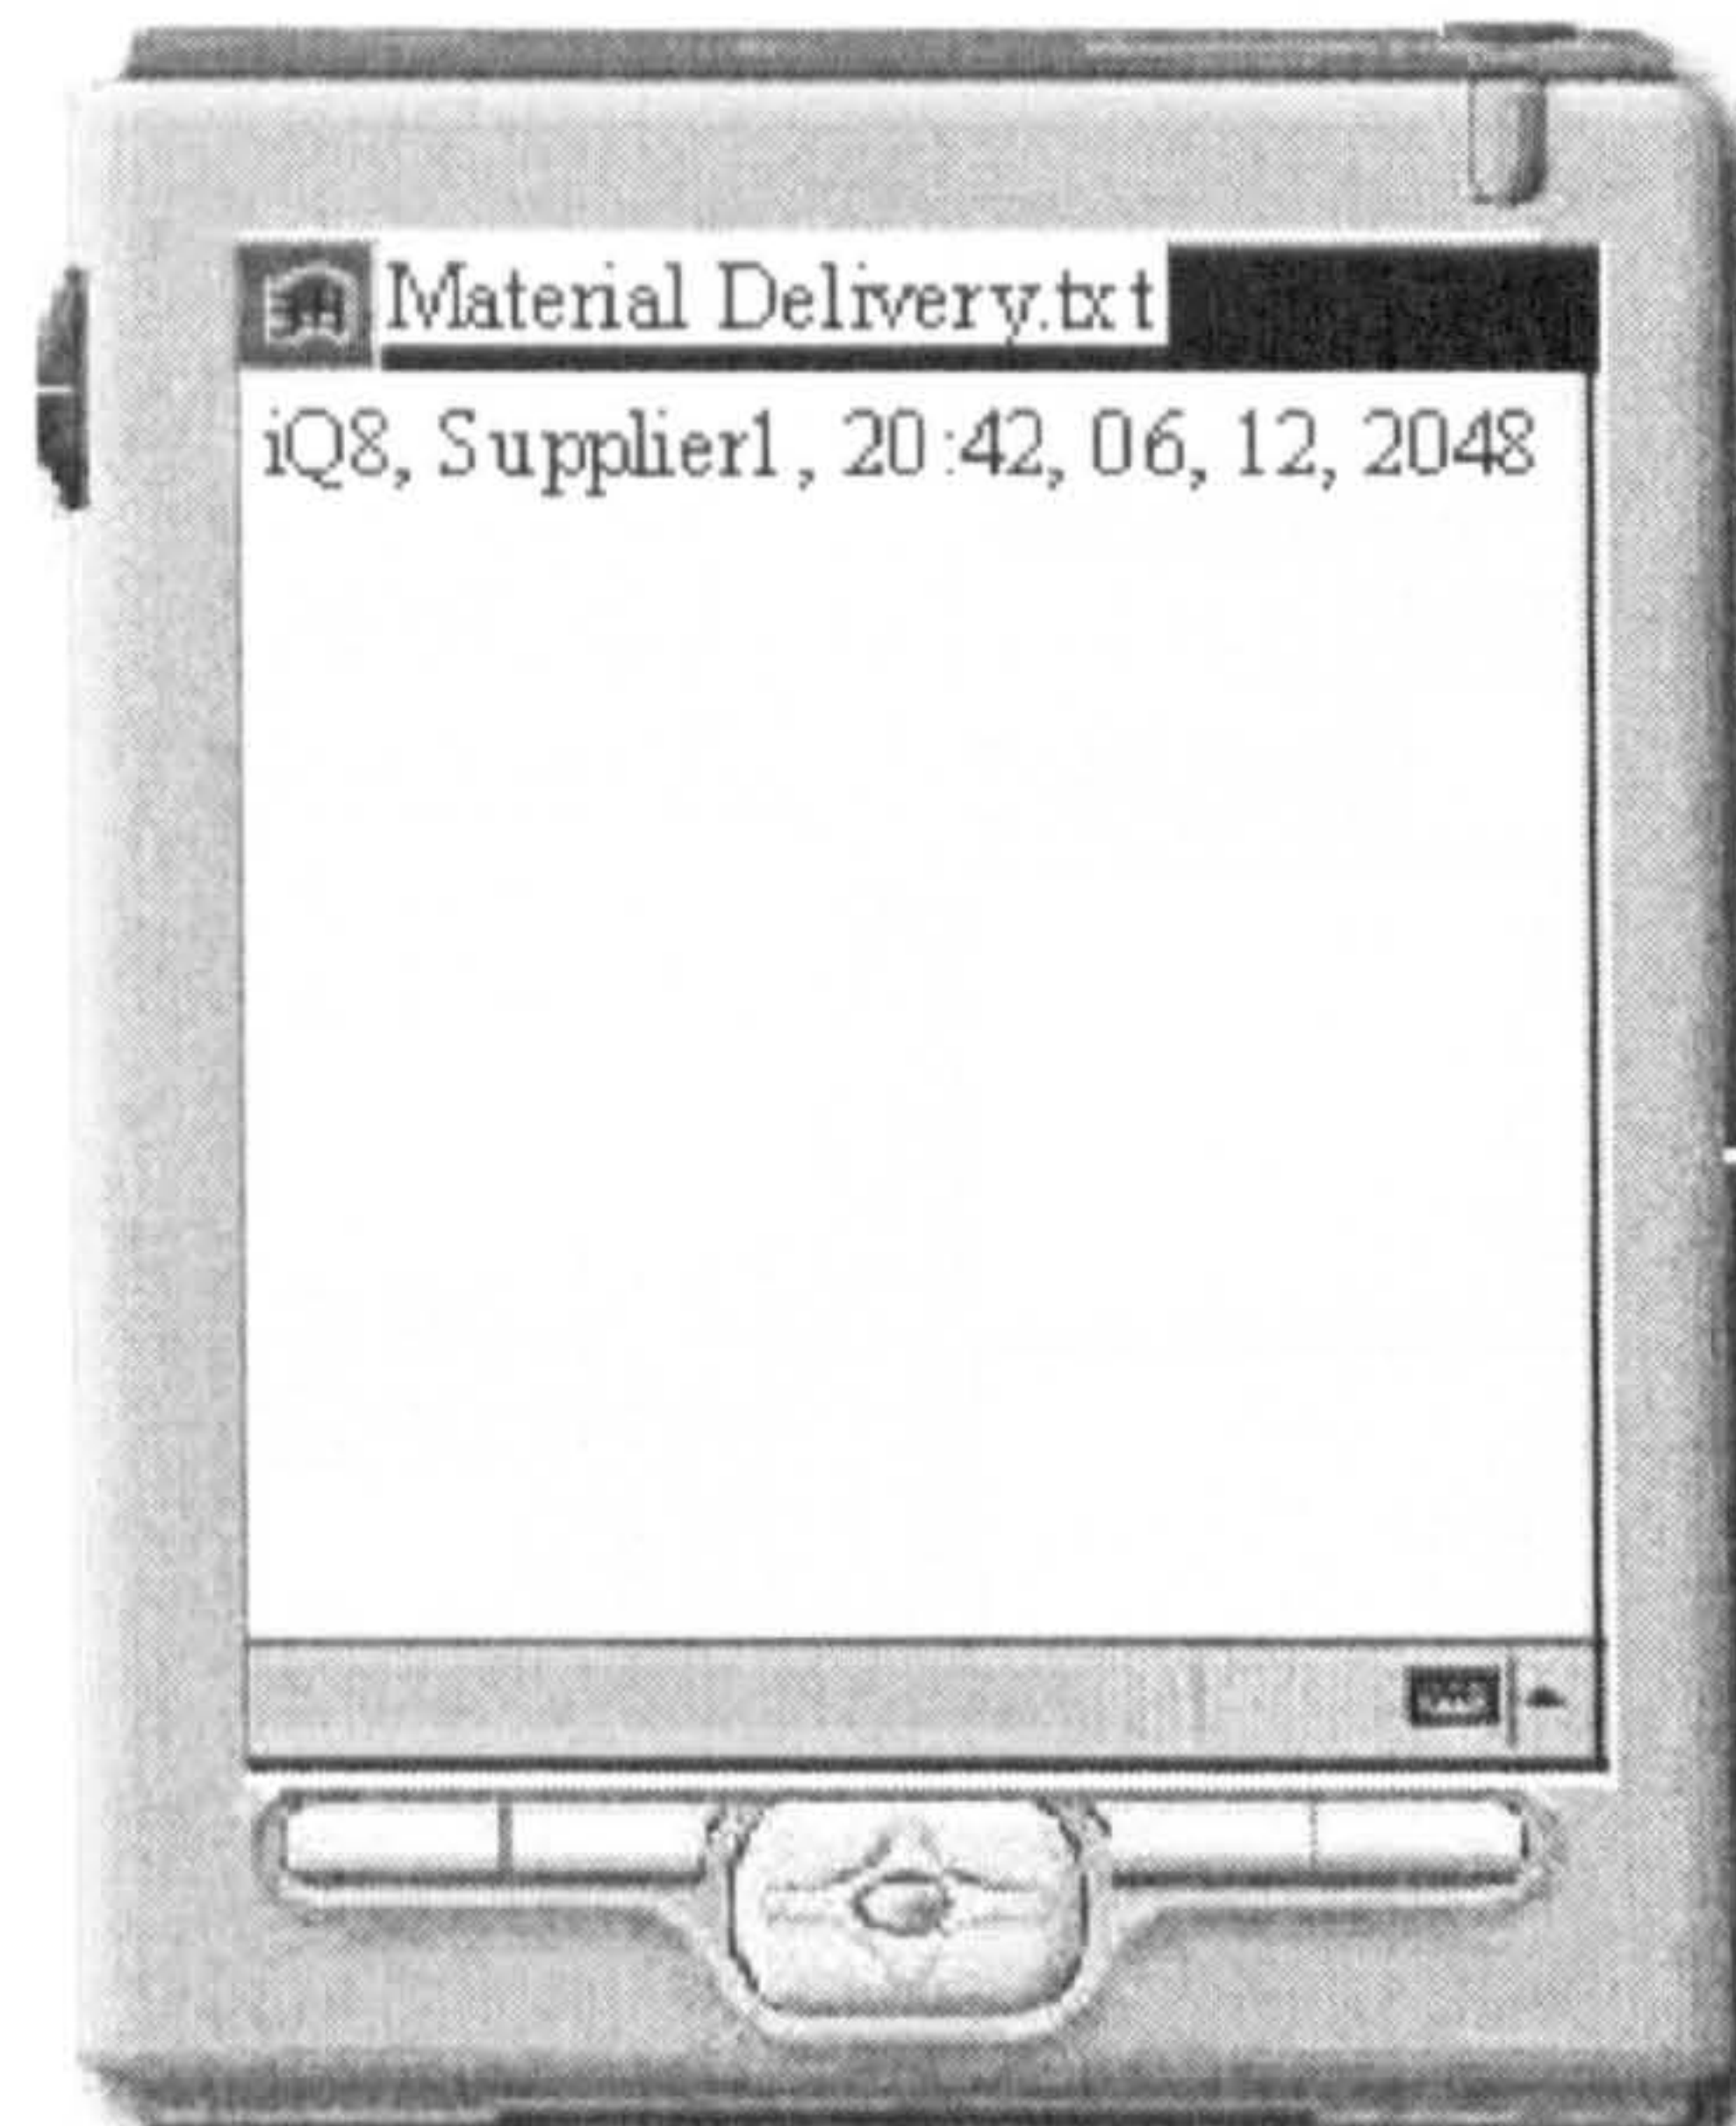 Material Delivery.txt
iQ8, Supplier1, 20:42, 06, 12, 2048